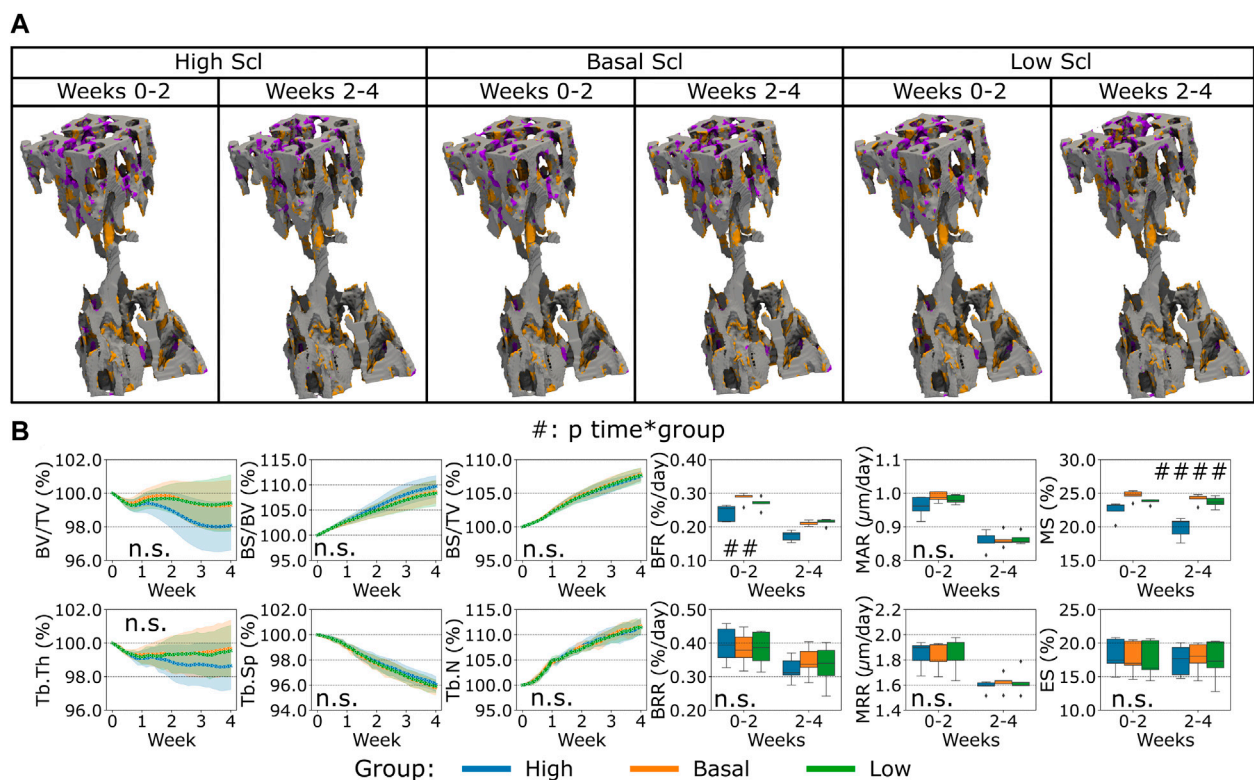 A
High Scl Basal Scl Low Scl
Weeks 0-2 Weeks 2-4 Weeks 0-2 Weeks 2-4 Weeks 0-2 Weeks 2-4
B
#: p time*group
BV/TV (%)
102.0
100.0
98.0
96.0
n.s.
0 1 2 3 4
Week
BS/BV (%)
115.0
110.0
105.0
100.0
95.0
n.s.
0 1 2 3 4
Week
BS/TV (%)
110.0
105.0
100.0
95.0
n.s.
0 1 2 3 4
Week
BFR (%/day)
0.40
0.30
0.20
0.10
##
0-2 2-4
Weeks
MAR (μm/day)
1.1
1.0
0.9
0.8
n.s.
0-2 2-4
Weeks
MS (%)
30.0
25.0
20.0
15.0
####
0-2 2-4
Weeks
Tb.Th (%)
102.0
100.0
98.0
96.0
n.s.
0 1 2 3 4
Week
Tb.Sp (%)
102.0
100.0
98.0
96.0
94.0
n.s.
0 1 2 3 4
Week
Tb.N (%)
115.0
110.0
105.0
100.0
95.0
n.s.
0 1 2 3 4
Week
BRR (%/day)
0.50
0.40
0.30
0.20
n.s.
0-2 2-4
Weeks
MRR (μm/day)
2.2
2.0
1.8
1.6
1.4
n.s.
0-2 2-4
Weeks
ES (%)
25.0
20.0
15.0
10.0
n.s.
0-2 2-4
Weeks
Group: High Basal Low